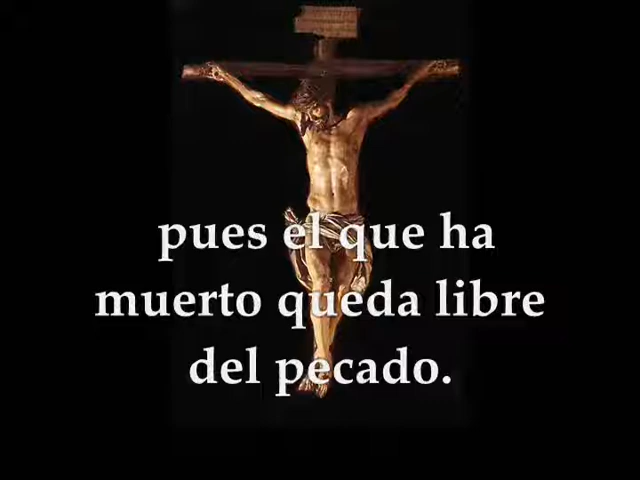 pues el que ha
muerto queda libre
del pecado.